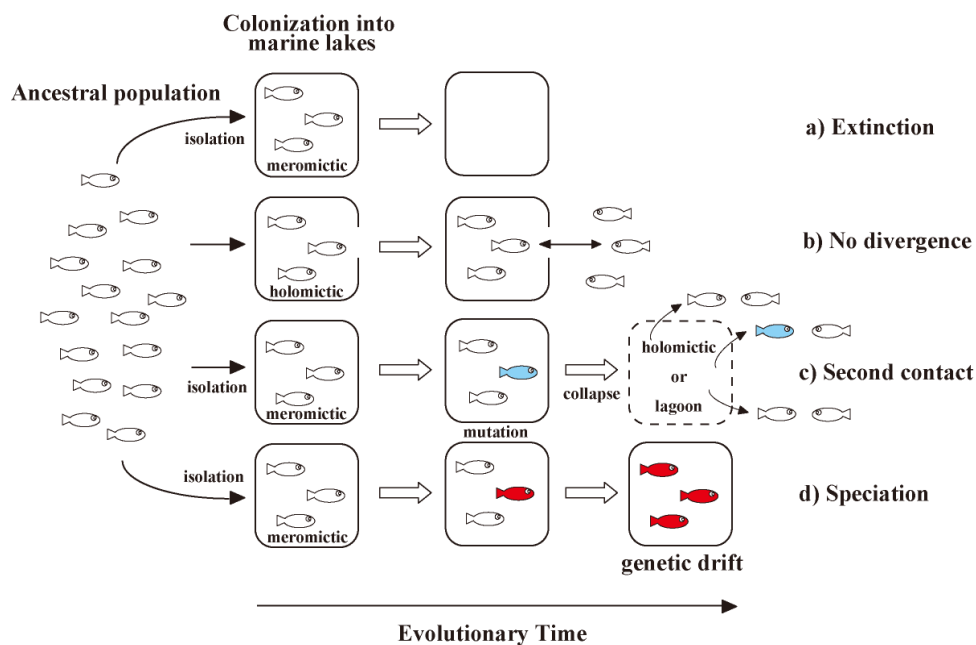 Colonization into
marine lakes
Ancestral population
isolation
meromictic
a) Extinction
holomictic
b) No divergence
isolation
meromictic
mutation
collapse
holomictic
or
lagoon
c) Second contact
isolation
meromictic
d) Speciation
genetic drift
Evolutionary Time